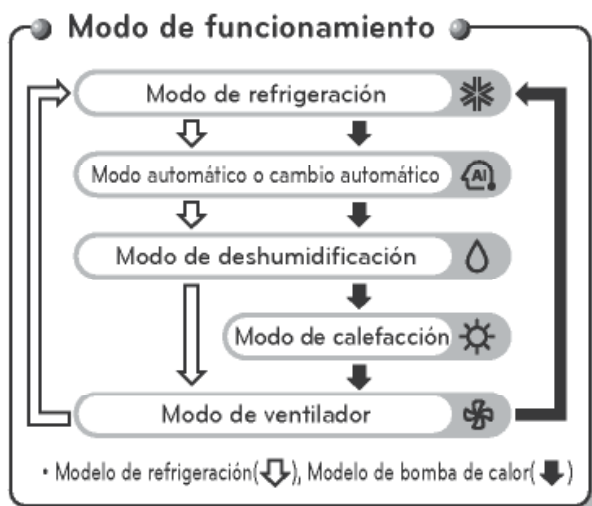 Modo de funcionamiento
Modo de refrigeración
Modo automático o cambio automático AI
Modo de deshumidificación
Modo de calefacción
Modo de ventilador
• Modelo de refrigeración(⇩), Modelo de bomba de calor(⬇)